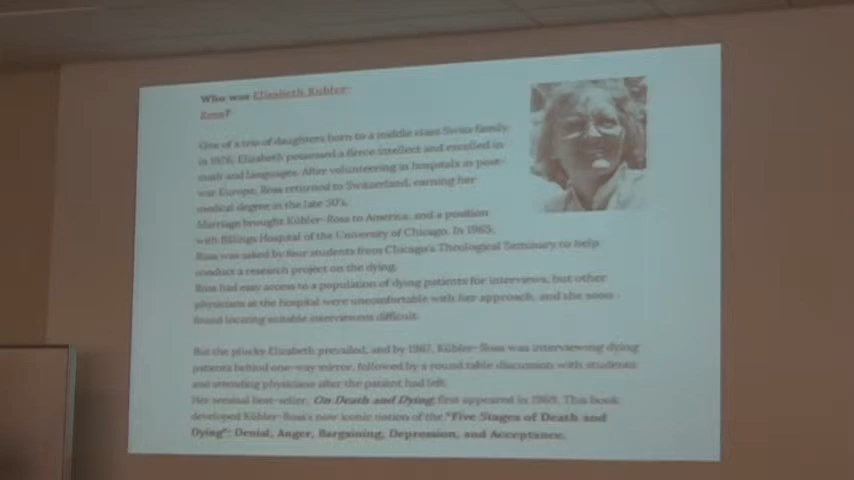 Who was Elizabeth Kubler-
Ross?
One of a trio of daughters born to a middle class Swiss family
in 1926, Elizabeth possessed a fierce intellect and excelled in
math and languages. After volunteering in hospitals in post-
war Europe, Ross returned to Switzerland, earning her
medical degree in the late 50's.
Marriage brought Kübler-Ross to America, and a position
with Billings Hospital of the University of Chicago. In 1965,
Ross was asked by four students from Chicago's Theological Seminary to help
conduct a research project on the dying.
Ross had easy access to a population of dying patients for interviews, but other
physicians at the hospital were uncomfortable with her approach, and she soon
found locating suitable interviewees difficult.
But the plucky Elizabeth prevailed, and by 1967, Kübler-Ross was interviewing dying
patients behind one-way mirror, followed by a round table discussion with students
and attending physicians after the patient had left.
Her seminal best-seller, On Death and Dying, first appeared in 1969. This book
developed Kübler-Ross's now iconic notion of the "Five Stages of Death and
Dying": Denial, Anger, Bargaining, Depression, and Acceptance.